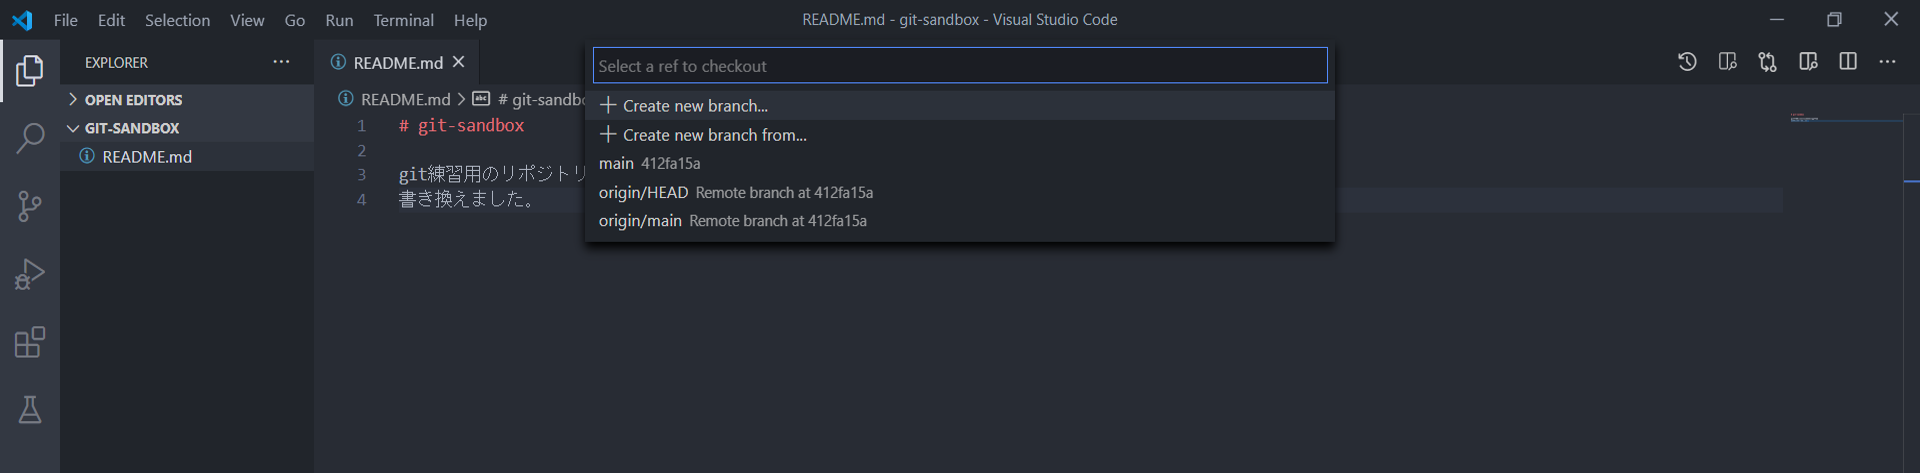 File Edit Selection View Go Run Terminal Help
README.md - git-sandbox - Visual Studio Code
EXPLORER
OPEN EDITORS
GIT-SANDBOX
README.md
README.md
README.md > # git-sandbo
1 # git-sandbox
2
3 git練習用のリポジトリ
4 書き換えました。
Select a ref to checkout
Create new branch...
Create new branch from...
main 412fa15a
origin/HEAD Remote branch at 412fa15a
origin/main Remote branch at 412fa15a